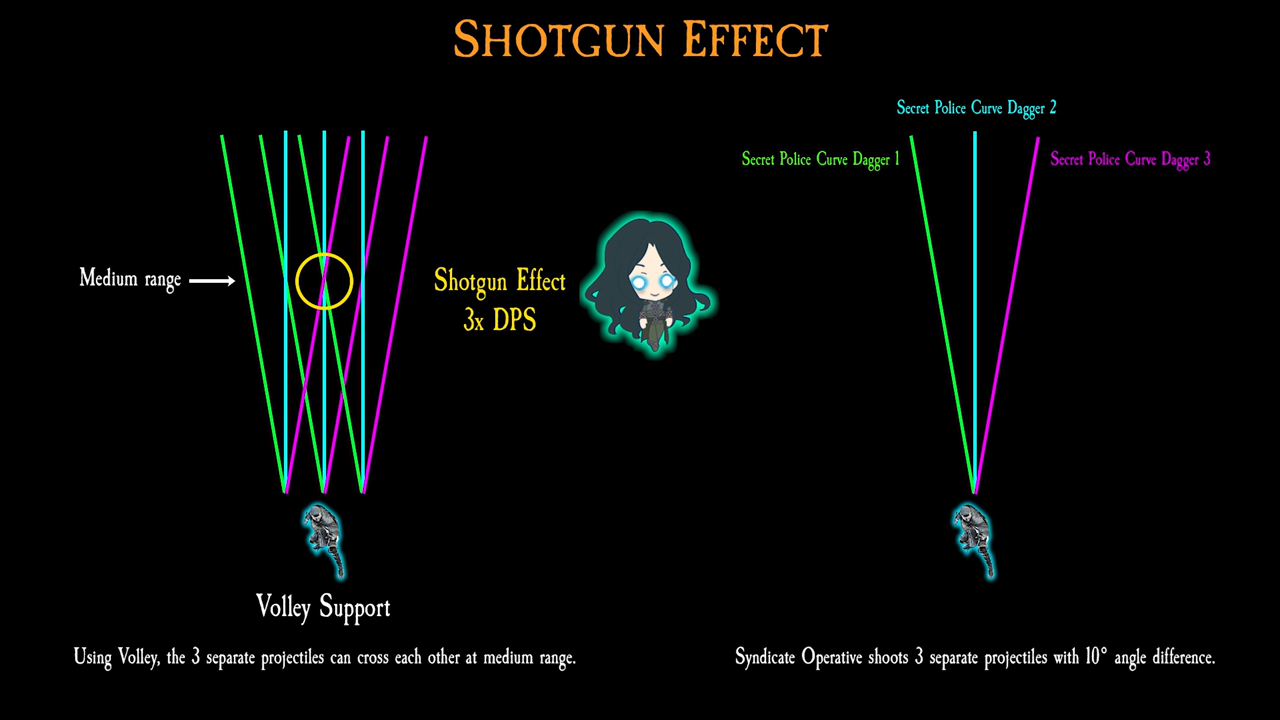 Shotgun Effect
Secret Police Curve Dagger 2
Secret Police Curve Dagger 1
Secret Police Curve Dagger 3
Medium range
Shotgun Effect
3x DPS
Volley Support
Using Volley, the 3 separate projectiles can cross each other at medium range.
Syndicate Operative shoots 3 separate projectiles with 10° angle difference.